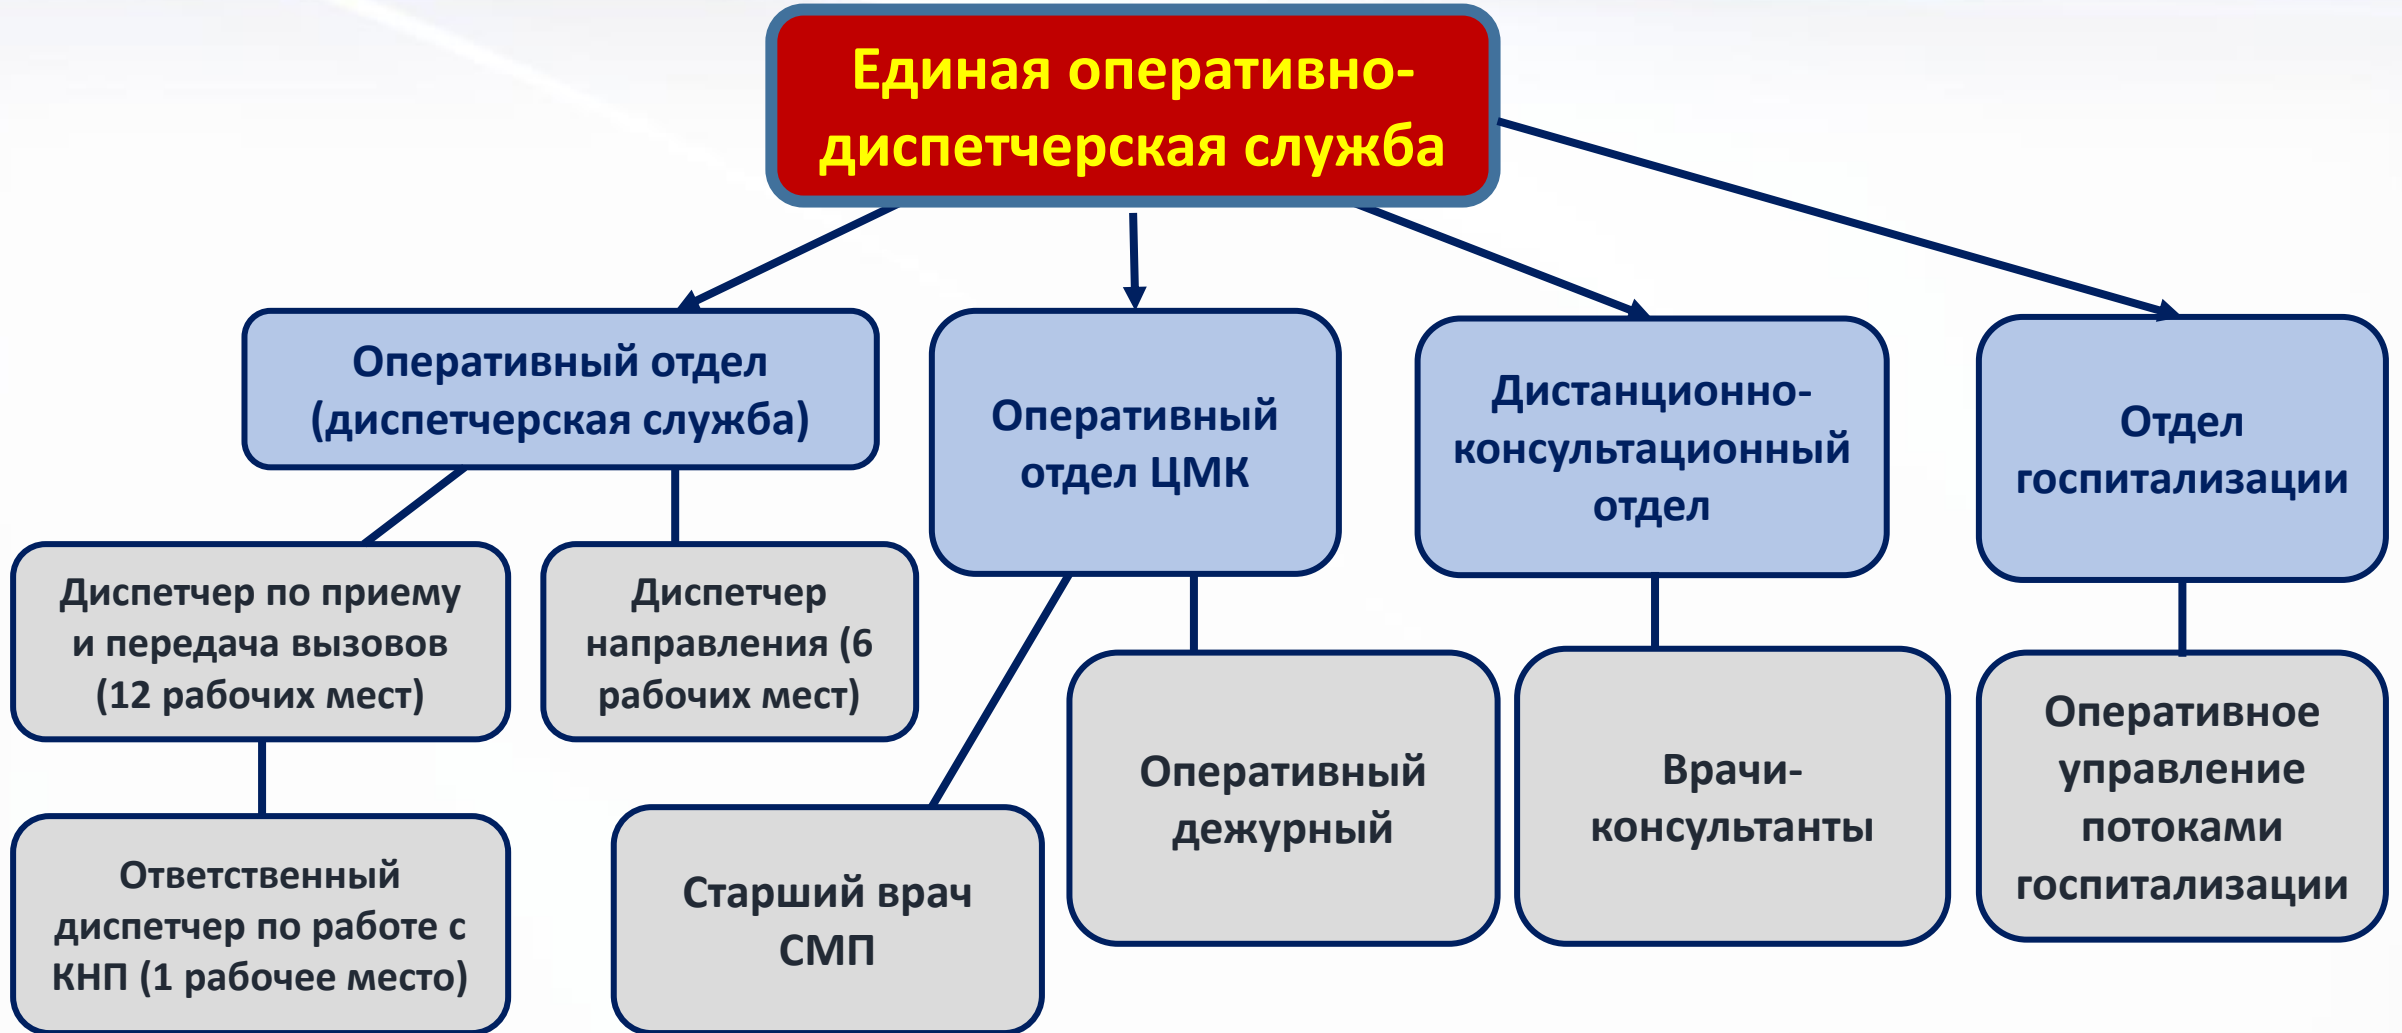 Единая оперативно-
диспетчерская служба
Оперативный отдел
(диспетчерская служба)
Оперативный
отдел ЦМК
Дистанционно-
консультационный
отдел
Отдел
госпитализации
Диспетчер по приему
и передача вызовов
(12 рабочих мест)
Диспетчер
направления (6
рабочих мест)
Ответственный
диспетчер по работе с
КНП (1 рабочее место)
Старший врач
СМП
Оперативный
дежурный
Врачи-
консультанты
Оперативное
управление
потоками
госпитализации